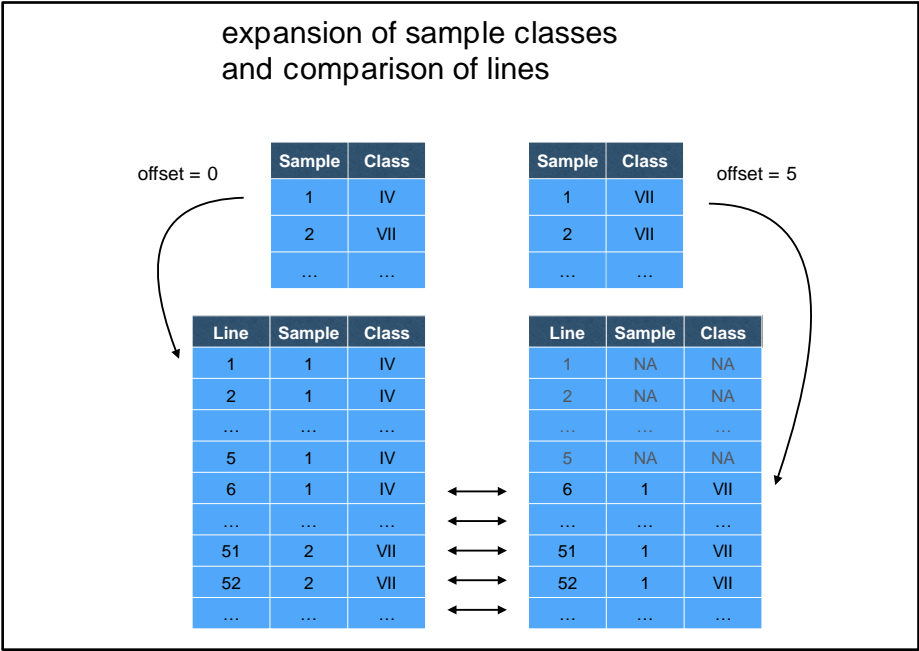 expansion of sample classes
and comparison of lines
offset = 0
Sample Class
1 IV
2 VII
… …
Sample Class
1 VII
2 VII
… …
offset = 5
Line Sample Class
1 1 IV
2 1 IV
… … …
5 1 IV
6 1 IV
… … …
51 2 VII
52 2 VII
… … …
Line Sample Class
1 NA NA
2 NA NA
… … …
5 NA NA
6 1 VII
… … …
51 1 VII
52 1 VII
… … …